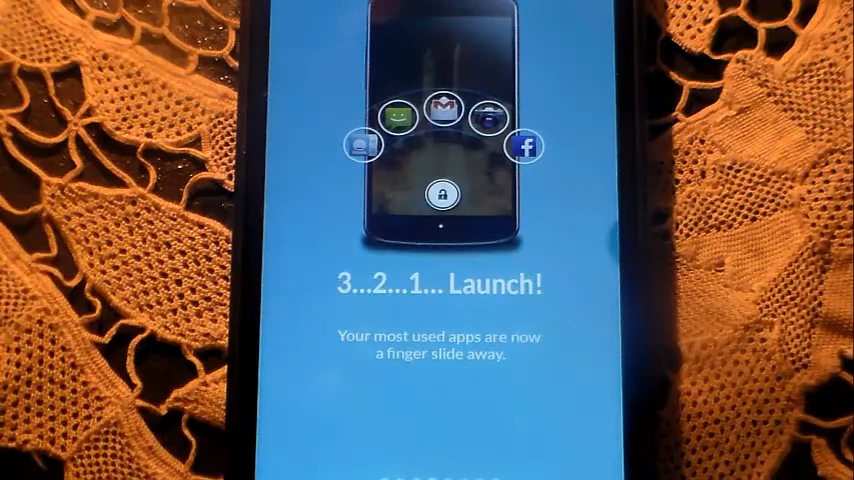 3...2...1... Launch!
Your most used apps are now
a finger slide away.